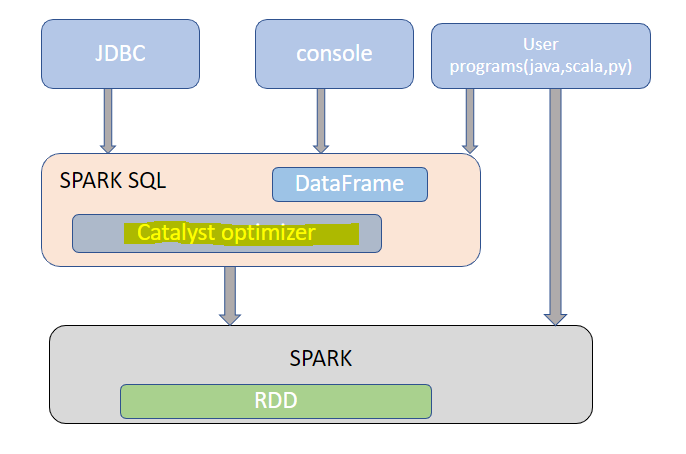 JDBC
console
User
programs(java,scala,py)
SPARK SQL
DataFrame
Catalyst optimizer
SPARK
RDD